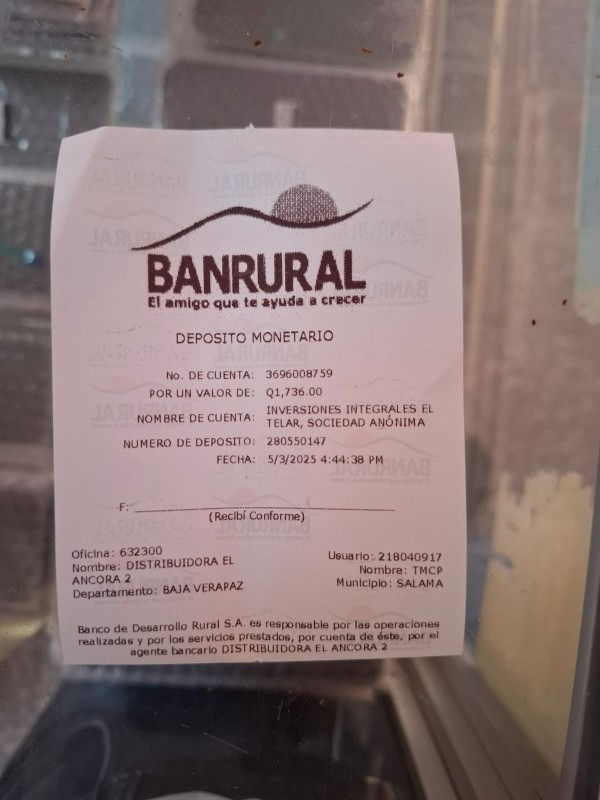 BANRURAL
El amigo que te ayuda a crecer
DEPOSITO MONETARIO
No. DE CUENTA: 3696008759
POR UN VALOR DE: Q1,736.00
NOMBRE DE CUENTA: INVERSIONES INTEGRALES EL
TELAR, SOCIEDAD ANÓNIMA
NUMERO DE DEPOSITO: 280550147
FECHA: 5/3/2025 4:44:38 PM
F:
(Recibí Conforme)
Oficina: 632300
Nombre: DISTRIBUIDORA EL
ANCORA 2
Departamento: BAJA VERAPAZ
Usuario: 218040917
Nombre: TMCP
Municipio: SALAMA
Banco de Desarrollo Rural S.A. es responsable por las operaciones
realizadas y por los servicios prestados, por cuenta de éste, por el
agente bancario DISTRIBUIDORA EL ANCORA 2